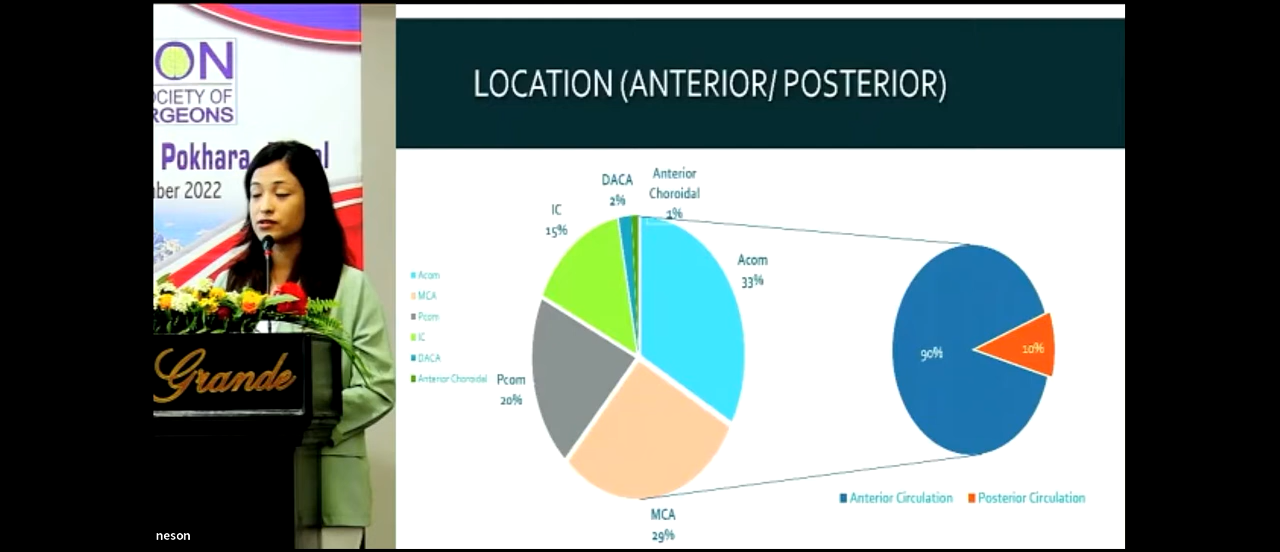 ON
CIETY OF
RGEONS
Pokhara
ber 2022
Grande
neson
LOCATION (ANTERIOR/ POSTERIOR)
DACA
2%
Anterior
Choroidal
1%
IC
15%
Acom
33%
Acom
MCA
Pcom
IC
DACA
Anterior Choroidal
Pcom
20%
MCA
29%
90%
10%
Anterior Circulation
Posterior Circulation